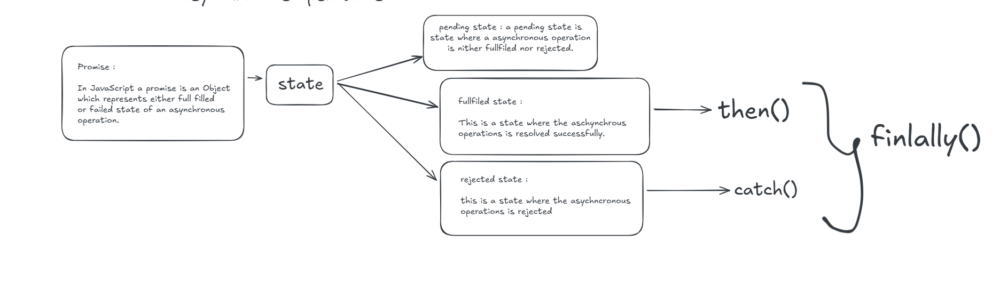 Promise :
In JavaScript a promise is an Object
which represents either full filled
or failed state of an asynchronous
operation.
state
pending state : a pending state is
state where a asynchronous operation
is nither fullfiled nor rejected.
fullfiled state :
This is a state where the aschynchrous
operations is resolved successfully.
rejected state :
this is a state where the asychncronous
operations is rejected
then()
catch()
finlally()